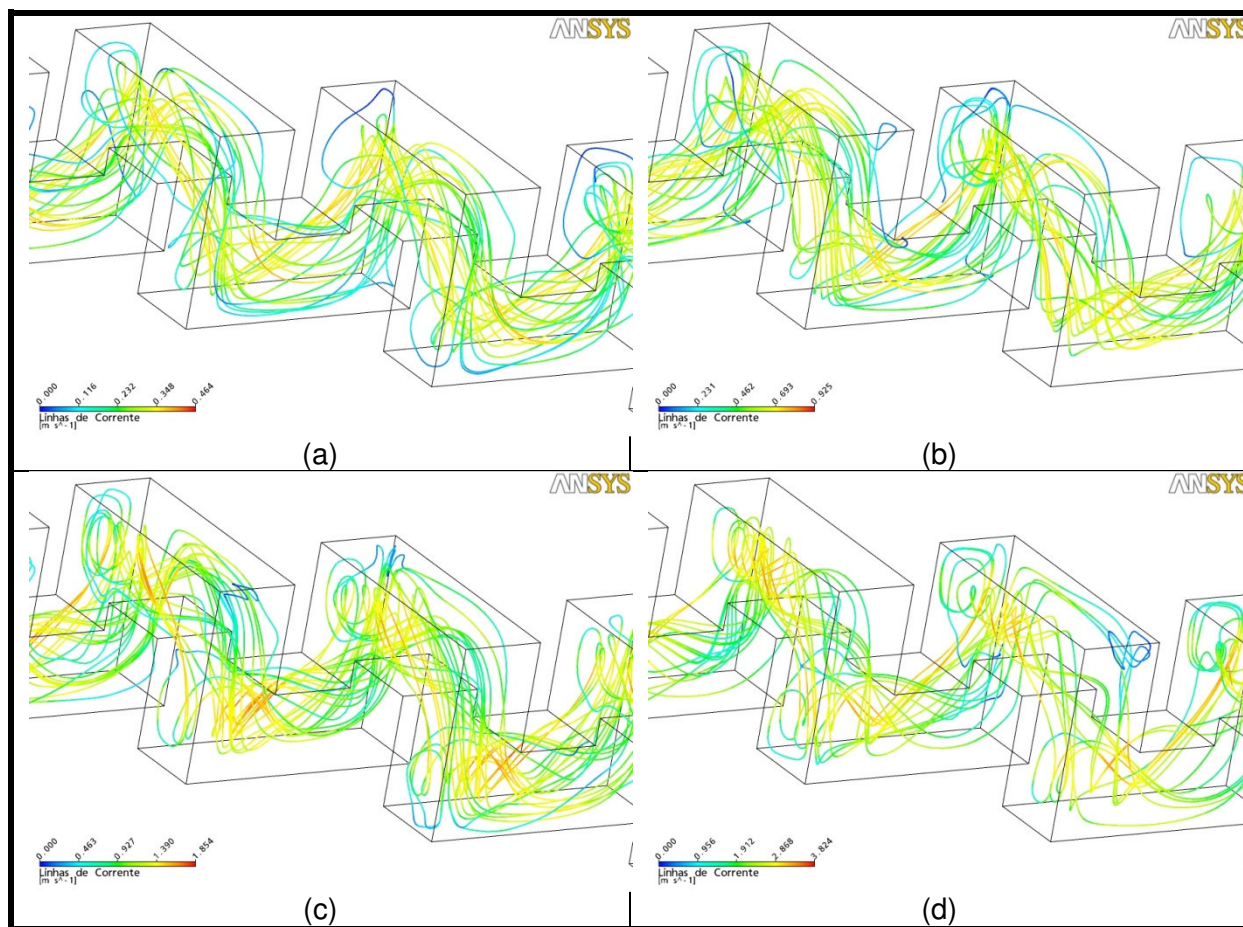 ANSYS
0.000 0.116 0.232 0.348 0.464
Linhas de Corrente
[m s^-1]
(a)
ANSYS
0.000 0.231 0.462 0.693 0.925
Linhas de Corrente
[m s^-1]
(b)
ANSYS
0.000 0.463 0.927 1.390 1.854
Linhas de Corrente
[m s^-1]
(c)
ANSYS
0.000 0.956 1.912 2.868 3.824
Linhas de Corrente
[m s^-1]
(d)